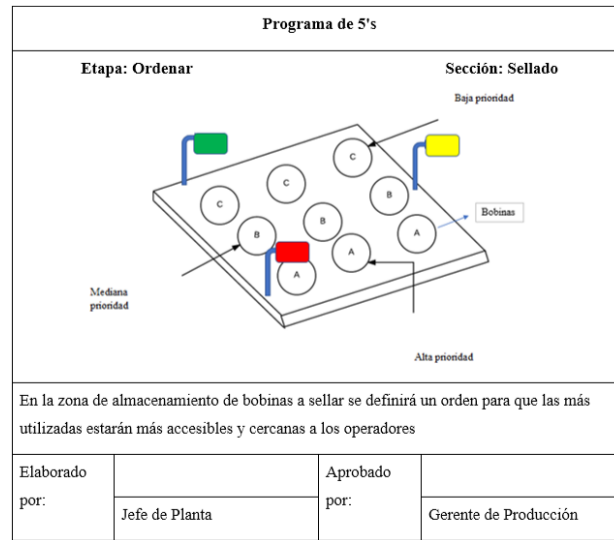 Programa de 5's
Etapa: Ordenar
Sección: Sellado
Baja prioridad
C
C
C
B
B
B
A
A
A
Bobinas
Mediana
prioridad
Alta prioridad
En la zona de almacenamiento de bobinas a sellar se definirá un orden para que las más
utilizadas estarán más accesibles y cercanas a los operadores
Elaborado
por:
Jefe de Planta
Aprobado
por:
Gerente de Producción